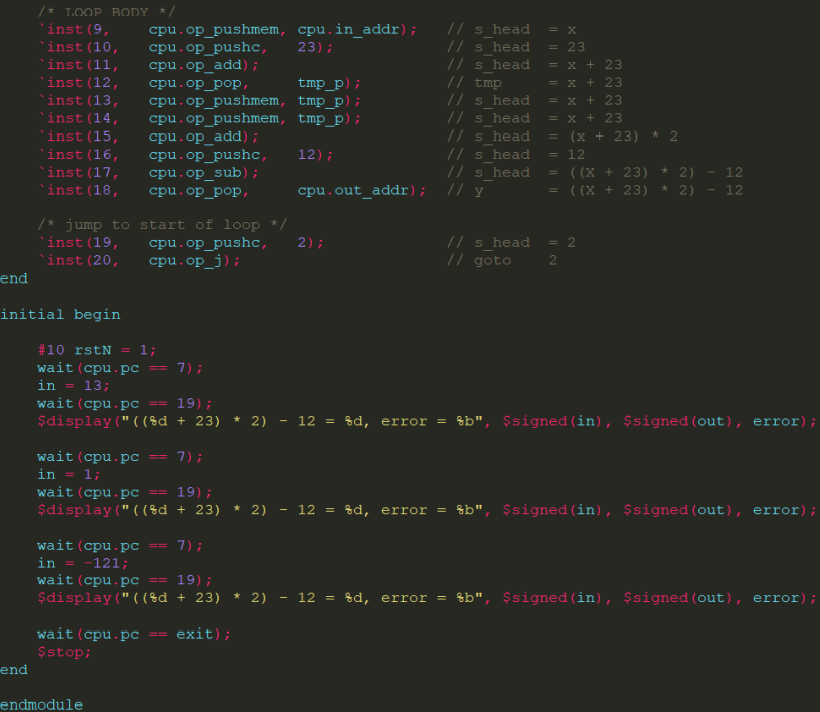 /* LOOP BODY */
`inst(9, cpu.op_pushmem, cpu.in_addr); // s_head = x
`inst(10, cpu.op_pushc, 23); // s_head = 23
`inst(11, cpu.op_add); // s_head = x + 23
`inst(12, cpu.op_pop, tmp_p); // tmp = x + 23
`inst(13, cpu.op_pushmem, tmp_p); // s_head = x + 23
`inst(14, cpu.op_pushmem, tmp_p); // s_head = x + 23
`inst(15, cpu.op_add); // s_head = (x + 23) * 2
`inst(16, cpu.op_pushc, 12); // s_head = 12
`inst(17, cpu.op_sub); // s_head = ((X + 23) * 2) - 12
`inst(18, cpu.op_pop, cpu.out_addr); // y = ((X + 23) * 2) - 12
/* jump to start of loop */
`inst(19, cpu.op_pushc, 2); // s_head = 2
`inst(20, cpu.op_j); // goto 2
end
initial begin
#10 rstN = 1;
wait(cpu.pc == 7);
in = 13;
wait(cpu.pc == 19);
$display("((%d + 23) * 2) - 12 = %d, error = %b", $signed(in), $signed(out), error);
wait(cpu.pc == 7);
in = 1;
wait(cpu.pc == 19);
$display("((%d + 23) * 2) - 12 = %d, error = %b", $signed(in), $signed(out), error);
wait(cpu.pc == 7);
in = -121;
wait(cpu.pc == 19);
$display("((%d + 23) * 2) - 12 = %d, error = %b", $signed(in), $signed(out), error);
wait(cpu.pc == exit);
$stop;
end
endmodule